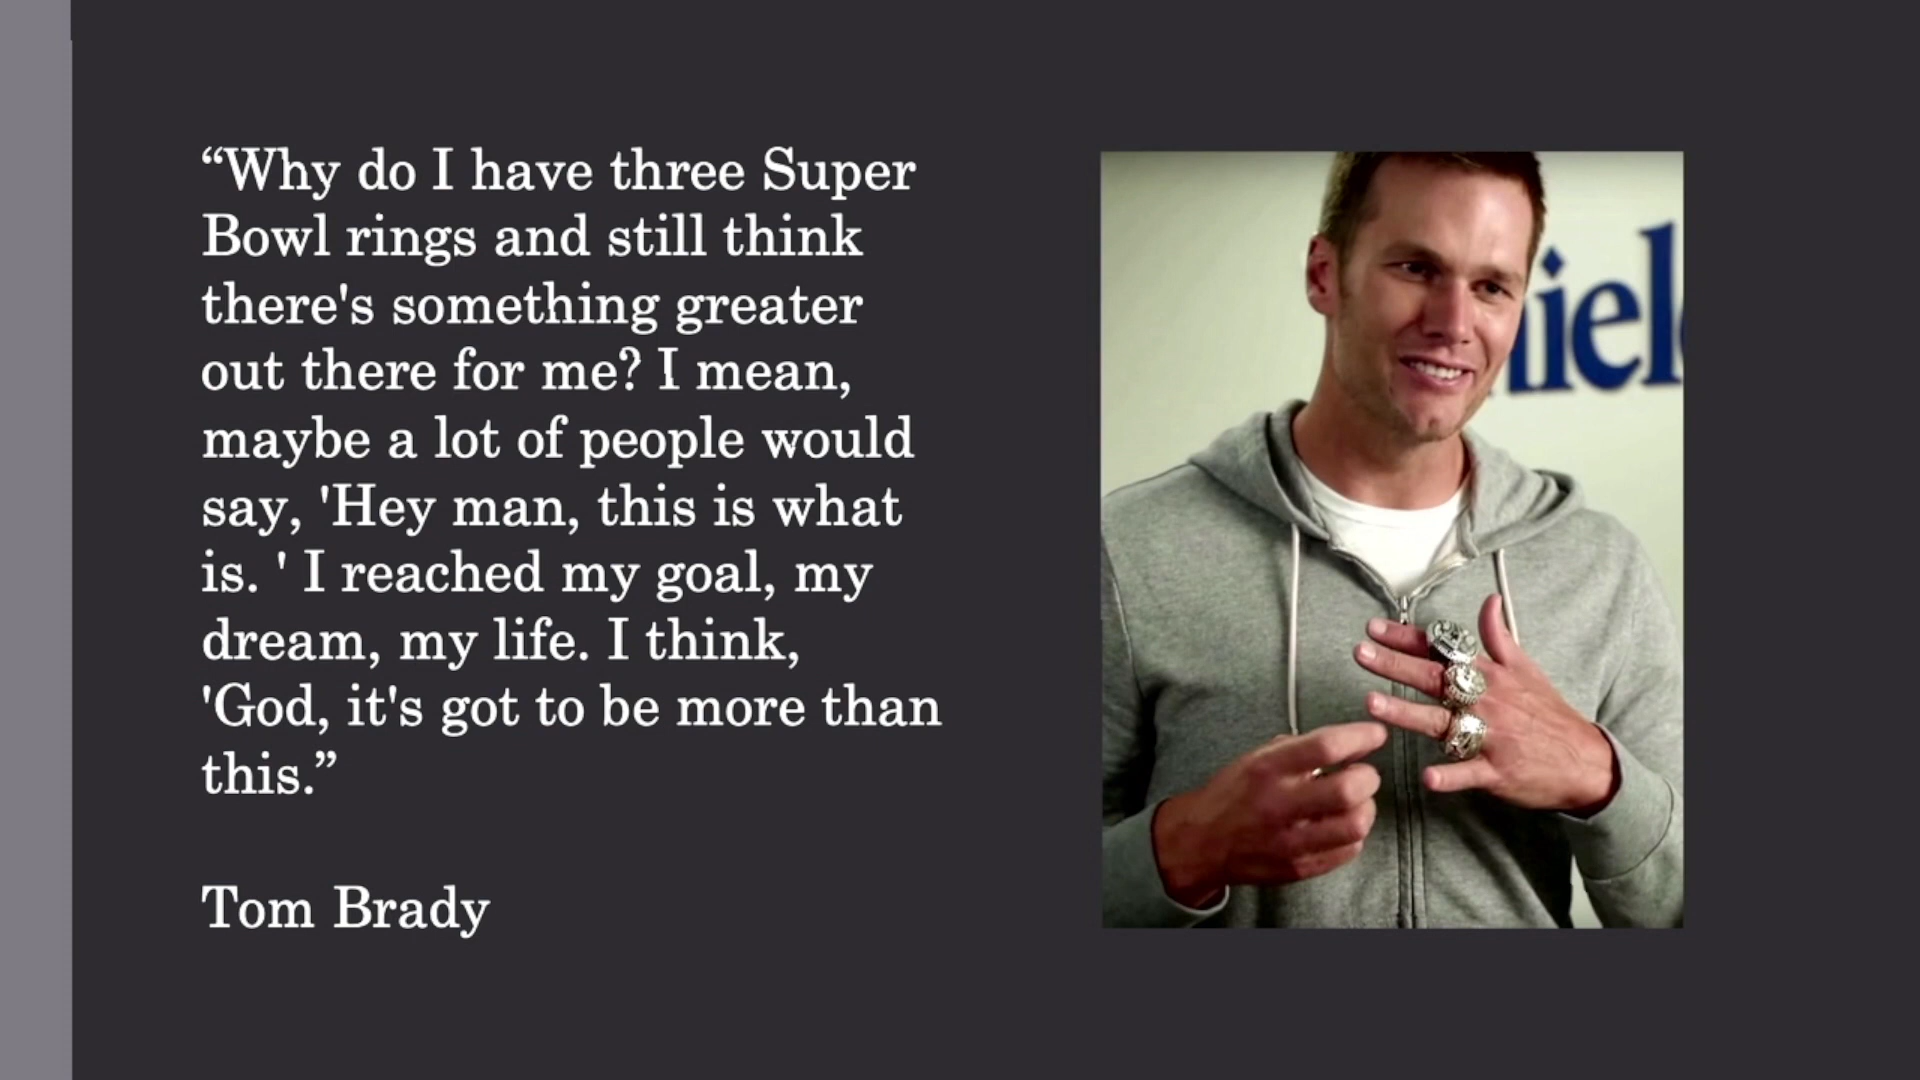 “Why do I have three Super
Bowl rings and still think
there's something greater
out there for me? I mean,
maybe a lot of people would
say, 'Hey man, this is what
is. ' I reached my goal, my
dream, my life. I think,
'God, it's got to be more than
this.”
Tom Brady
iel